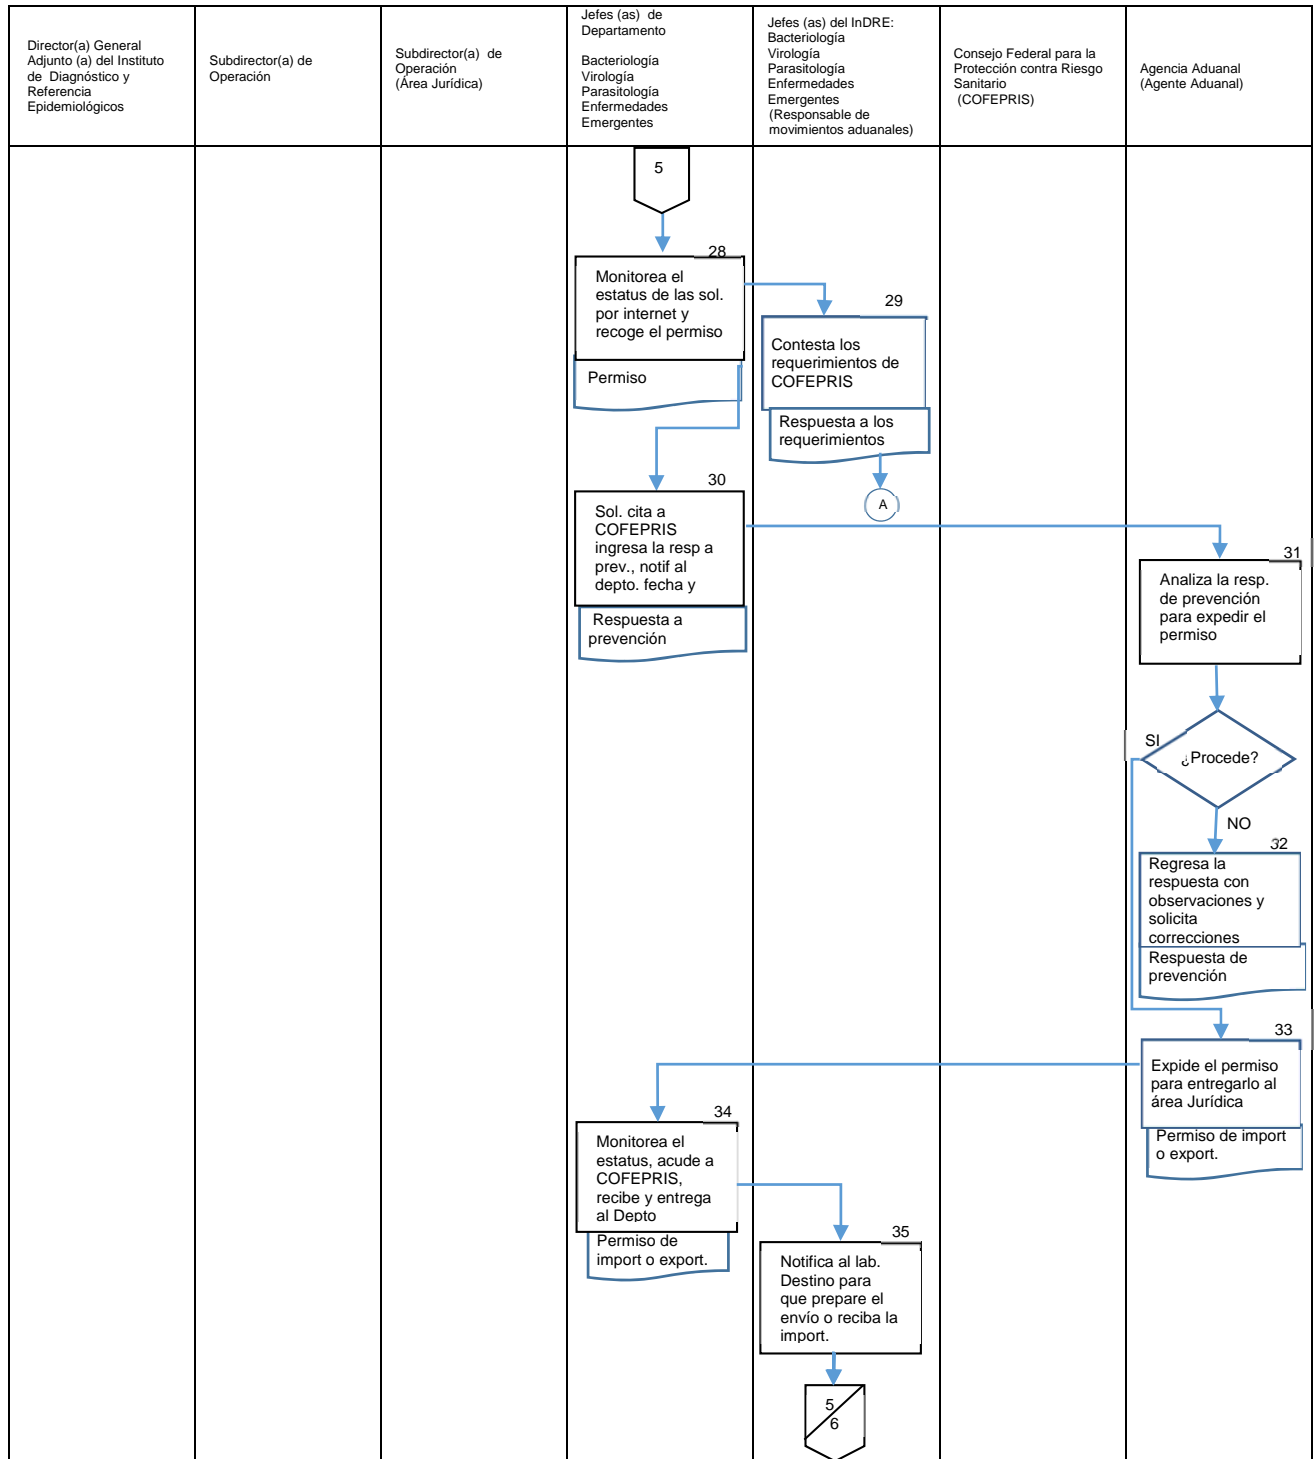 Director(a) General
Adjunto (a) del Instituto
de Diagnóstico y
Referencia
Epidemiológicos
Subdirector(a) de
Operación
Subdirector(a) de
Operación
(Área Jurídica)
Jefes (as) de
Departamento
Bacteriología
Virología
Parasitología
Enfermedades
Emergentes
Jefes (as) del InDRE:
Bacteriología
Virología
Parasitología
Enfermedades
Emergentes
(Responsable de
movimientos aduanales)
Consejo Federal para la
Protección contra Riesgo
Sanitario
(COFEPRIS)
Agencia Aduanal
(Agente Aduanal)
5
28
Monitorea el
estatus de las sol.
por internet y
recoge el permiso
Permiso
29
Contesta los
requerimientos de
COFEPRIS
Respuesta a los
requerimientos
A
30
Sol. cita a
COFEPRIS
ingresa la resp a
prev., notif al
depto. fecha y
Respuesta a
prevención
31
Analiza la resp.
de prevención
para expedir el
permiso
SI
¿Procede?
NO
32
Regresa la
respuesta con
observaciones y
solicita
correcciones
Respuesta de
prevención
33
Expide el permiso
para entregarlo al
área Jurídica
Permiso de import
o export.
34
Monitorea el
estatus, acude a
COFEPRIS,
recibe y entrega
al Depto
Permiso de
import o export.
35
Notifica al lab.
Destino para
que prepare el
envío o reciba la
import.
5
6